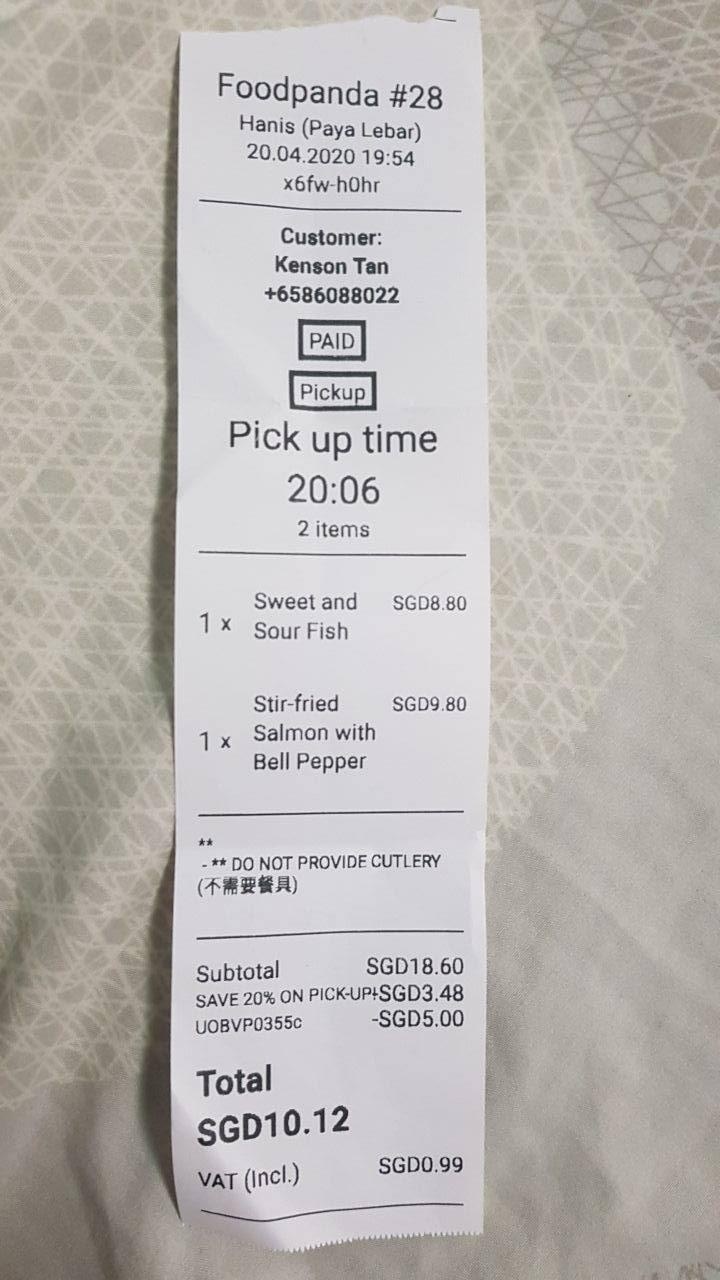 Foodpanda #28
Hanis (Paya Lebar)
20.04.2020 19:54
x6fw-h0hr
Customer:
Kenson Tan
+6586088022
PAID
Pickup
Pick up time
20:06
2 items
1 x Sweet and Sour Fish SGD8.80
1 x Stir-fried Salmon with Bell Pepper SGD9.80
**
- ** DO NOT PROVIDE CUTLERY
(不需要餐具)
Subtotal SGD18.60
SAVE 20% ON PICK-UP!-SGD3.48
UOBVP0355c -SGD5.00
Total
SGD10.12
VAT (Incl.) SGD0.99